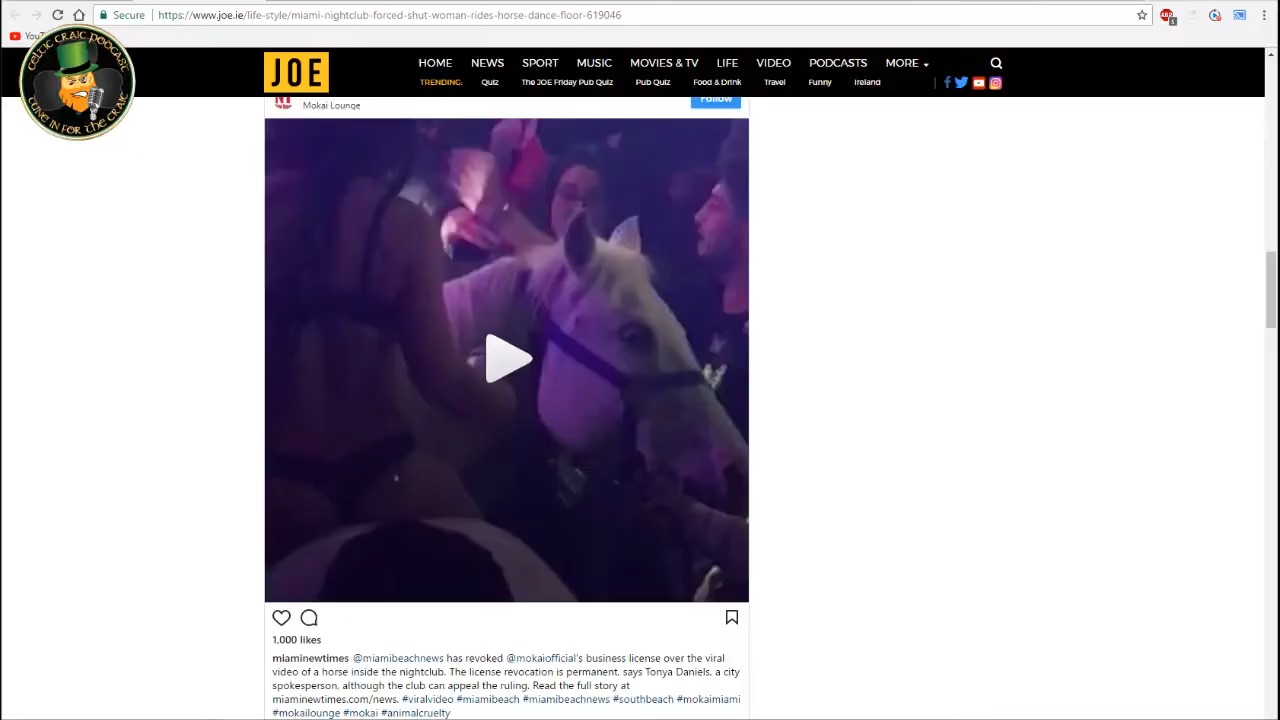 Secure
https://www.joe.ie/life-style/miami-nightclub-forced-shut-woman-rides-horse-dance-floor-619046
CELTIC CRAIC PODCAST
TUNE IN FOR THE CRAIC
JOE
HOME NEWS SPORT MUSIC MOVIES & TV LIFE VIDEO PODCASTS MORE
TRENDING: Quiz The JOE Friday Pub Quiz Pub Quiz Food & Drink Travel Funny Ireland
Mokai Lounge
Follow
1,000 likes
miaminewtimes @miamibeachnews has revoked @mokaiofficial's business license over the viral
video of a horse inside the nightclub. The license revocation is permanent, says Tonya Daniels, a city
spokesperson, although the club can appeal the ruling. Read the full story at
miaminewtimes.com/news. #viralvideo #miamibeach #miamibeachnews #southbeach #mokaimiami
#mokailounge #mokai #animalcruelty